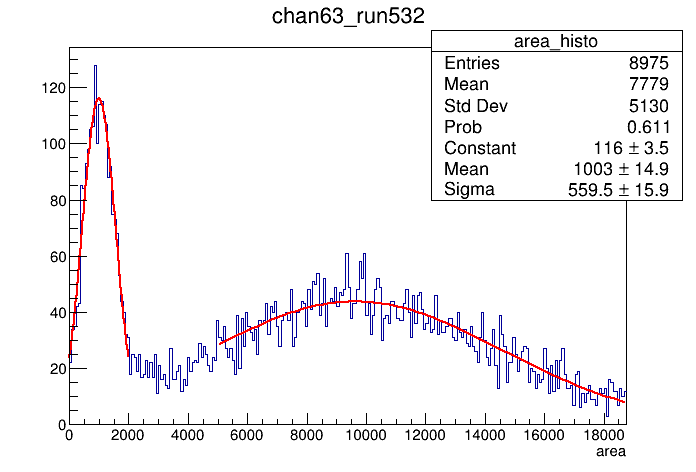 chan63_run532
area_histo
Entries 8975
Mean 7779
Std Dev 5130
Prob 0.611
Constant 116 ± 3.5
Mean 1003 ± 14.9
Sigma 559.5 ± 15.9
120
100
80
60
40
20
0
0 2000 4000 6000 8000 10000 12000 14000 16000 18000
area